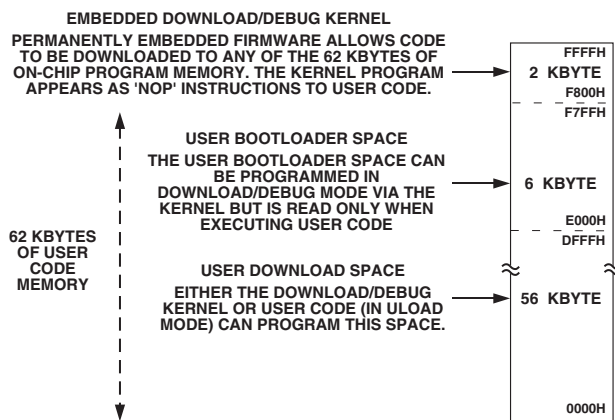 EMBEDDED DOWNLOAD/DEBUG KERNEL
PERMANENTLY EMBEDDED FIRMWARE ALLOWS CODE
TO BE DOWNLOADED TO ANY OF THE 62 KBYTES OF
ON-CHIP PROGRAM MEMORY. THE KERNEL PROGRAM
APPEARS AS 'NOP' INSTRUCTIONS TO USER CODE.
FFFFH
2 KBYTE
F800H
F7FFH
USER BOOTLOADER SPACE
THE USER BOOTLOADER SPACE CAN
BE PROGRAMMED IN
DOWNLOAD/DEBUG MODE VIA THE
KERNEL BUT IS READ ONLY WHEN
EXECUTING USER CODE
6 KBYTE
E000H
DFFFH
62 KBYTES
OF USER
CODE
MEMORY
USER DOWNLOAD SPACE
EITHER THE DOWNLOAD/DEBUG
KERNEL OR USER CODE (IN ULOAD
MODE) CAN PROGRAM THIS SPACE.
56 KBYTE
0000H